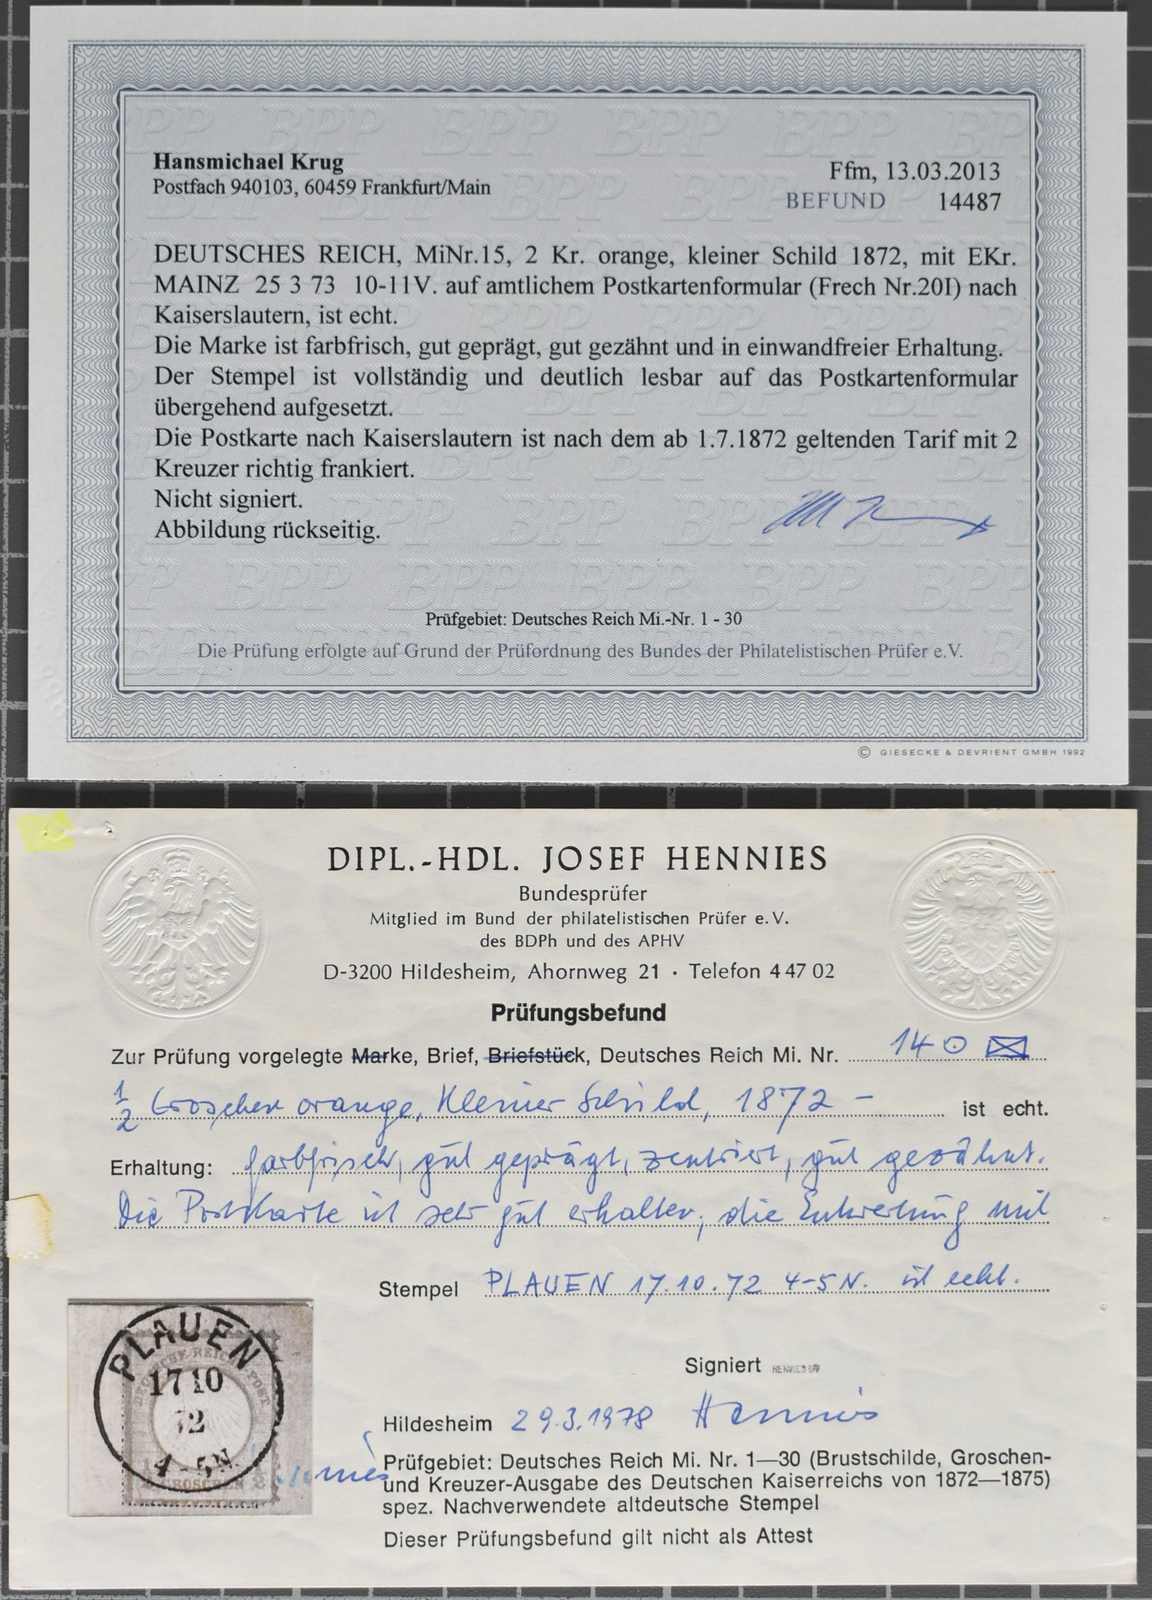 Hansmichael Krug
Postfach 940103, 60459 Frankfurt/Main
Ffm, 13.03.2013
BEFUND 14487
DEUTSCHES REICH, MiNr.15, 2 Kr. orange, kleiner Schild 1872, mit EKr.
MAINZ 25 3 73 10-11V. auf amtlichem Postkartenformular (Frech Nr.20I) nach
Kaiserslautern, ist echt.
Die Marke ist farbfrisch, gut geprägt, gut gezähnt und in einwandfreier Erhaltung.
Der Stempel ist vollständig und deutlich lesbar auf das Postkartenformular
übergehend aufgesetzt.
Die Postkarte nach Kaiserslautern ist nach dem ab 1.7.1872 geltenden Tarif mit 2
Kreuzer richtig frankiert.
Nicht signiert.
Abbildung rückseitig.
Prüfgebiet: Deutsches Reich Mi.-Nr. 1 - 30
Die Prüfung erfolgte auf Grund der Prüfordnung des Bundes der Philatelistischen Prüfer e.V.
© GIESECKE & DEVRIENT GMBH 1992
DIPL.-HDL. JOSEF HENNIES
Bundesprüfer
Mitglied im Bund der philatelistischen Prüfer e.V.
des BDPh und des APHV
D-3200 Hildesheim, Ahornweg 21 · Telefon 4 47 02
Prüfungsbefund
Zur Prüfung vorgelegte Marke, Brief, Briefstück, Deutsches Reich Mi. Nr. 14
1/2 Groschen orange, Kleiner Schild, 1872 – ist echt.
Erhaltung: farbfrisch, gut geprägt, zentriert, gut gezähnt.
Die Postkarte ist sehr gut erhalten, die Entwertung mit
Stempel PLAUEN 17.10.72 4-5N. ist echt.
PLAUEN
17 10
72
4-5N
DEUTSCHE REICHS POST
GROSCHEN
Signiert HENNIES
Hildesheim 29.3.1978 Hennies
Prüfgebiet: Deutsches Reich Mi. Nr. 1—30 (Brustschilde, Groschen-
und Kreuzer-Ausgabe des Deutschen Kaiserreichs von 1872—1875)
spez. Nachverwendete altdeutsche Stempel
Dieser Prüfungsbefund gilt nicht als Attest